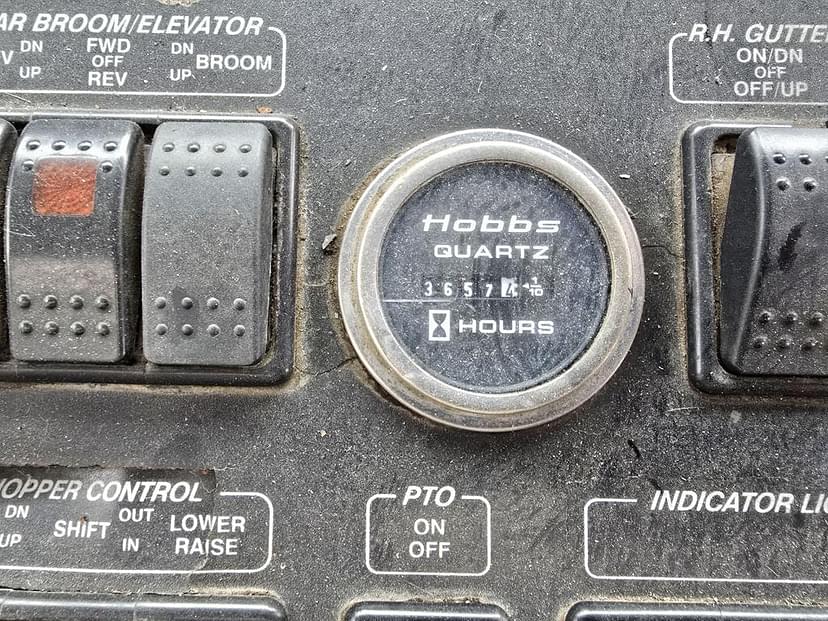 AR BROOM/ELEVATOR
V DN UP FWD OFF REV DN UP BROOM
R.H. GUTTE
ON/DN
OFF
OFF/UP
Hobbs
QUARTZ
3 6 5 7 4 1/10
HOURS
OPPER CONTROL
DN UP SHIFT OUT IN LOWER RAISE
PTO
ON
OFF
INDICATOR LI